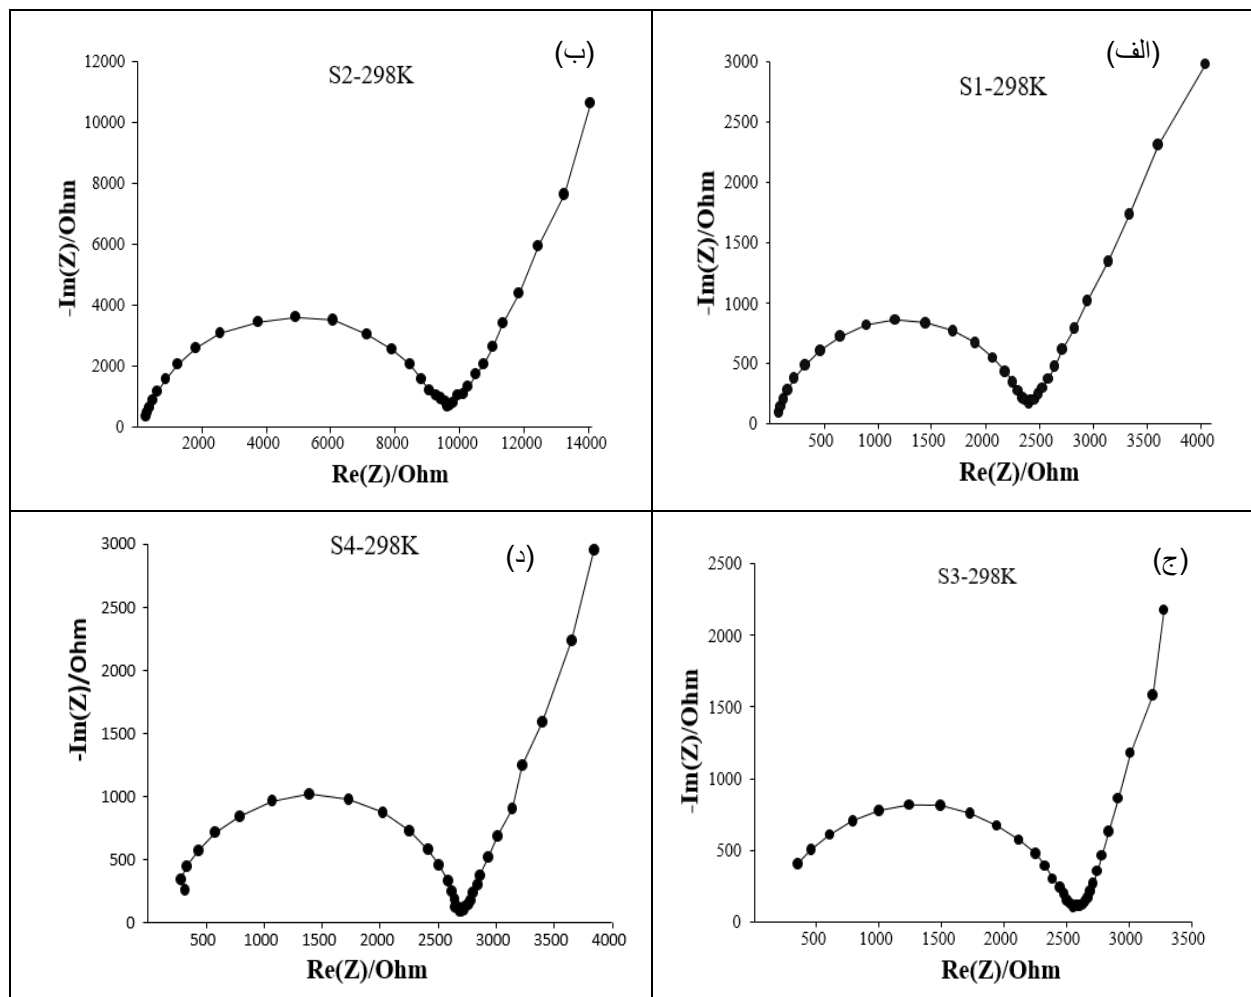 (الف)
S1-298K
3000
2500
2000
1500
1000
500
0
-Im(Z)/Ohm
500 1000 1500 2000 2500 3000 3500 4000
Re(Z)/Ohm
(ب)
S2-298K
12000
10000
8000
6000
4000
2000
0
-Im(Z)/Ohm
2000 4000 6000 8000 10000 12000 14000
Re(Z)/Ohm
(ج)
S3-298K
2500
2000
1500
1000
500
0
-Im(Z)/Ohm
500 1000 1500 2000 2500 3000 3500
Re(Z)/Ohm
(د)
S4-298K
3000
2500
2000
1500
1000
500
0
-Im(Z)/Ohm
500 1000 1500 2000 2500 3000 3500 4000
Re(Z)/Ohm